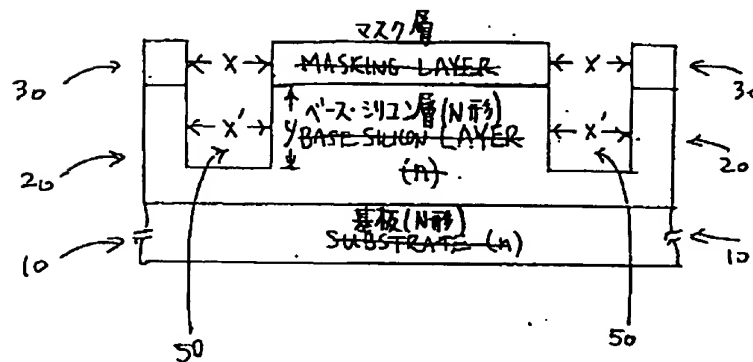 マスク層
X MASKING LAYER X
30 30
ベース・シリコン層(N形)
X' y BASE SILICON LAYER X'
20 (n) 20
基板(N形)
10 SUBSTRATE (n) 10
50 50